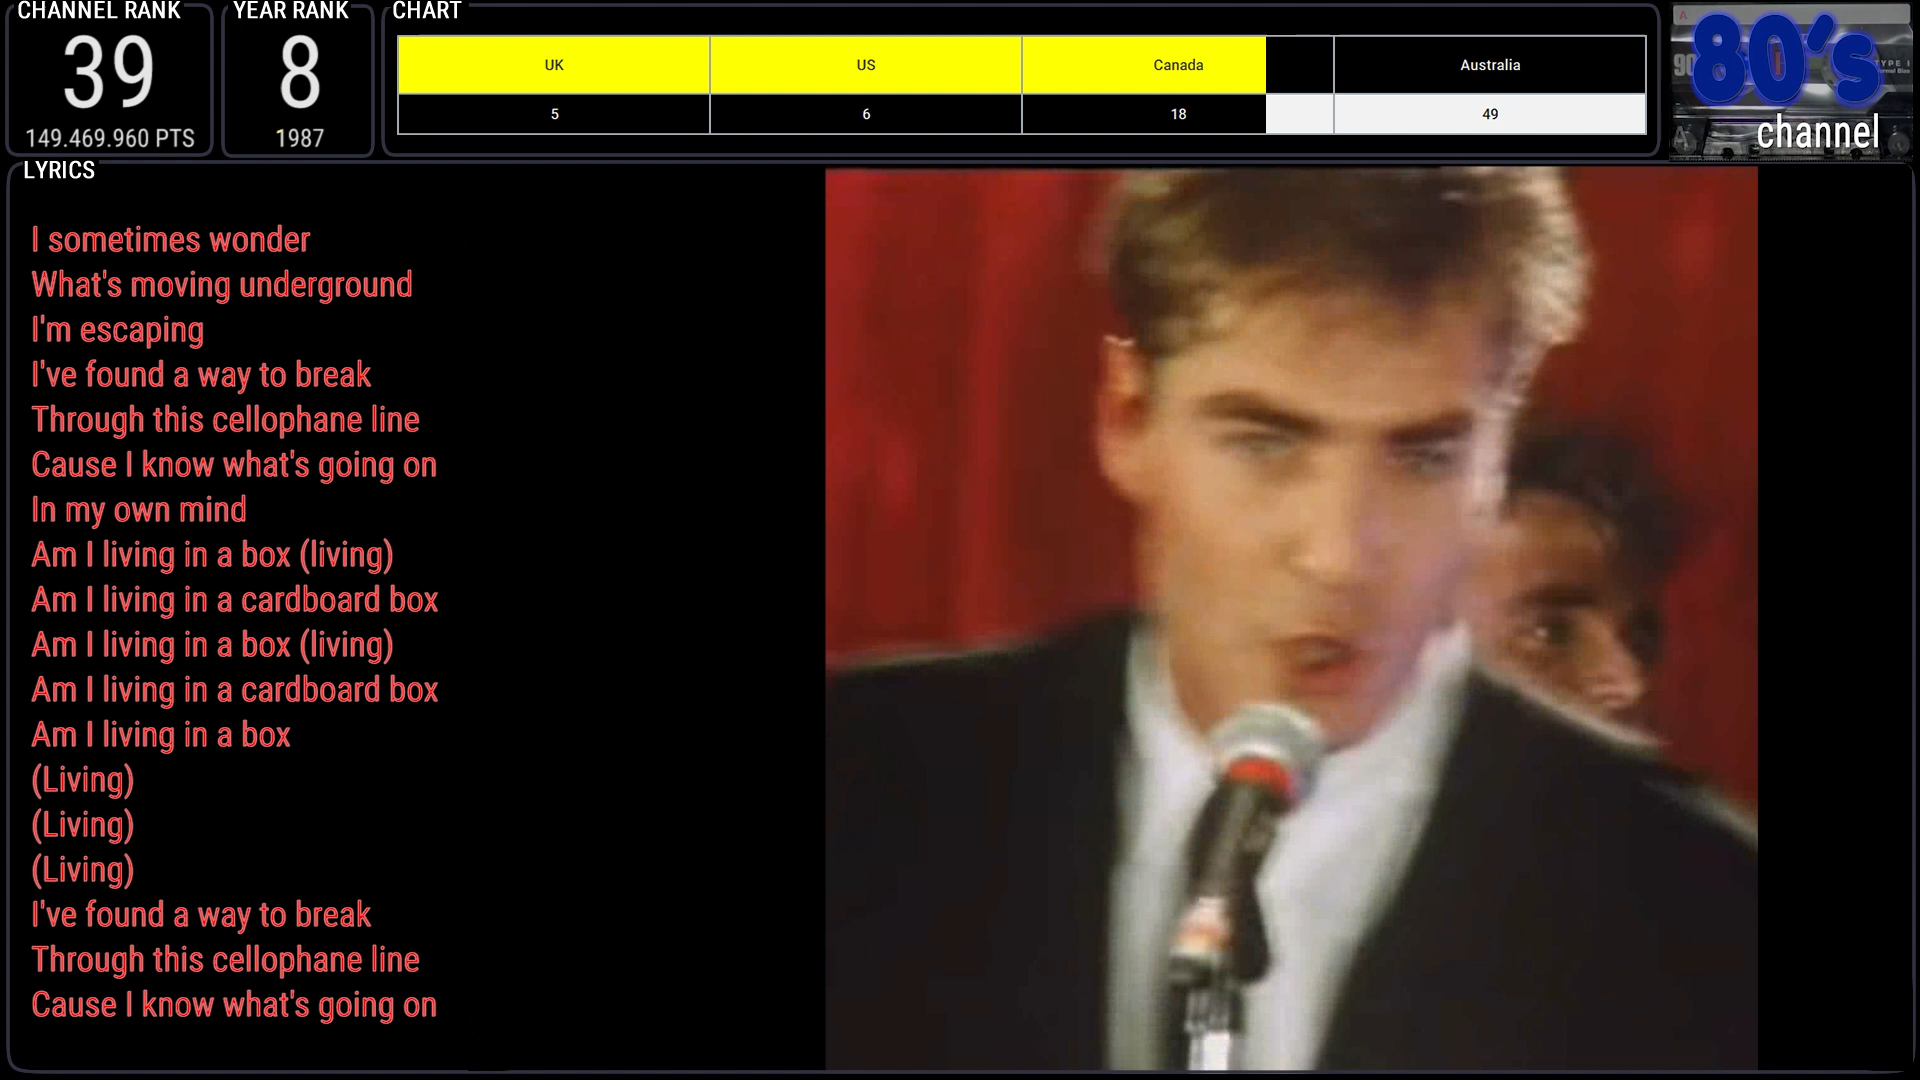 CHANNEL RANK
39
149.469.960 PTS
YEAR RANK
8
1987
CHART
UK US Canada Australia
5 6 18 49
A
90
TYPE I
80's
channel
A
LYRICS
I sometimes wonder
What's moving underground
I'm escaping
I've found a way to break
Through this cellophane line
Cause I know what's going on
In my own mind
Am I living in a box (living)
Am I living in a cardboard box
Am I living in a box (living)
Am I living in a cardboard box
Am I living in a box
(Living)
(Living)
(Living)
I've found a way to break
Through this cellophane line
Cause I know what's going on